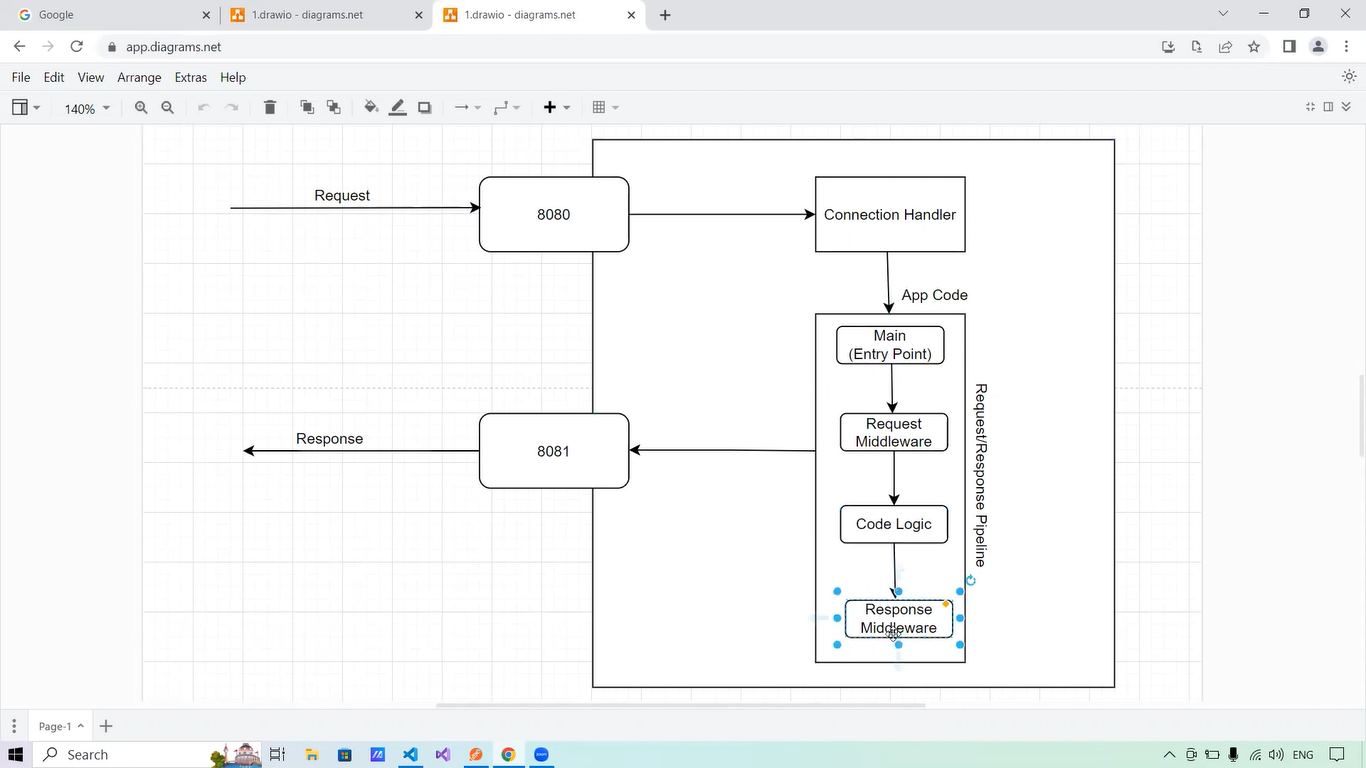 Google
1.drawio - diagrams.net
1.drawio - diagrams.net
app.diagrams.net
File Edit View Arrange Extras Help
140%
Request
8080
Connection Handler
App Code
Main
(Entry Point)
Request
Middleware
Request/Response Pipeline
Response
8081
Code Logic
Response
Middleware
Page-1
Search
ENG